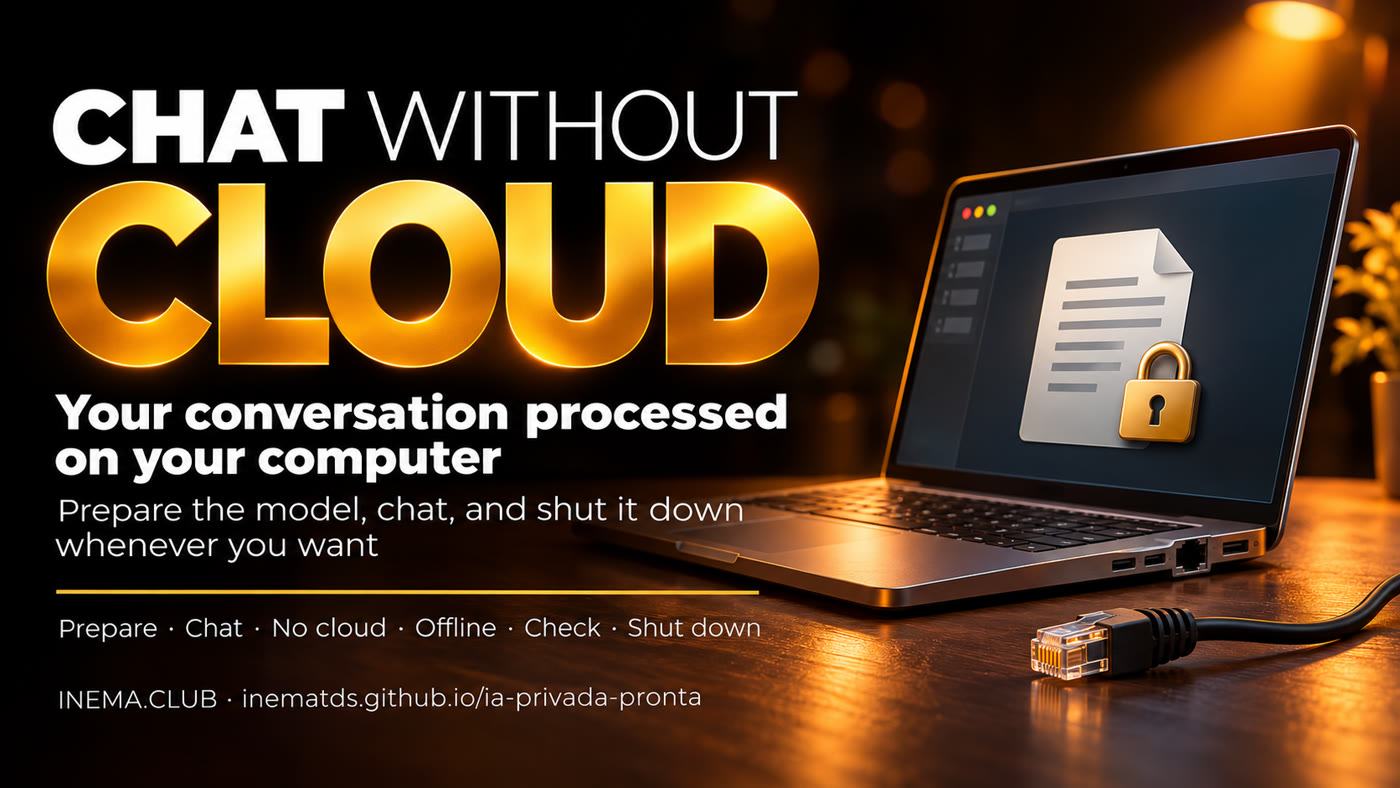 CHAT WITHOUT
CLOUD
Your conversation processed
on your computer
Prepare the model, chat, and shut it down
whenever you want
Prepare · Chat · No cloud · Offline · Check · Shut down
INEMA.CLUB · inematds.github.io/ia-privada-pronta